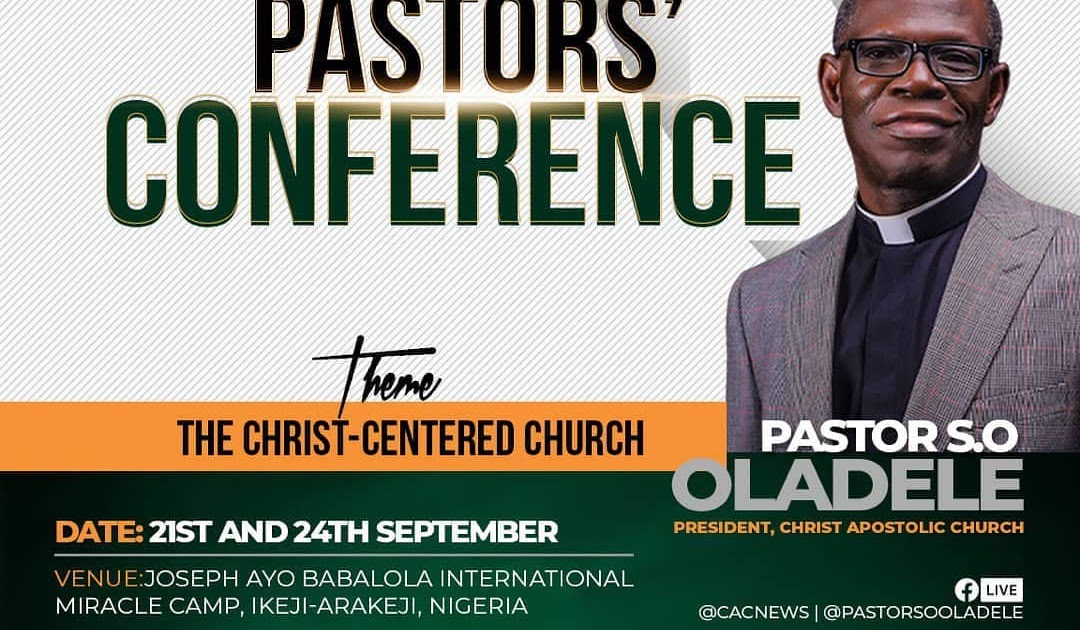 PASTORS'
CONFERENCE
Theme
THE CHRIST-CENTERED CHURCH
PASTOR S.O
OLADELE
PRESIDENT, CHRIST APOSTOLIC CHURCH
DATE: 21ST AND 24TH SEPTEMBER
VENUE:JOSEPH AYO BABALOLA INTERNATIONAL
MIRACLE CAMP, IKEJI-ARAKEJI, NIGERIA
LIVE
@CACNEWS | @PASTORSOOLADELE